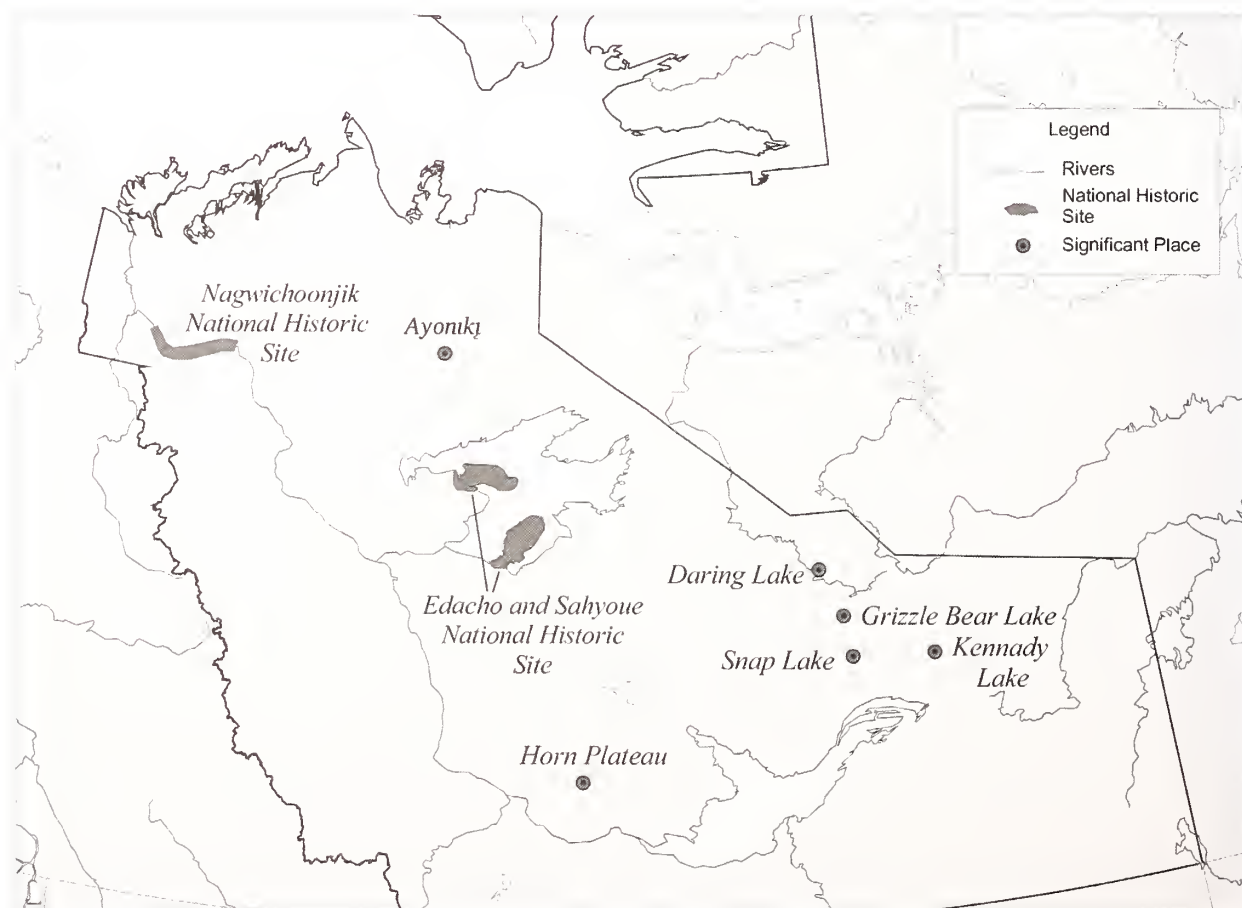 Legend
Rivers
National Historic
Site
Significant Place
Nagwichoonjik
National Historic
Site
Ayonıkı̨
Daring Lake
Grizzle Bear Lake
Snap Lake
Kennady
Lake
Edacho and Sahyoue
National Historic
Site
Horn Plateau